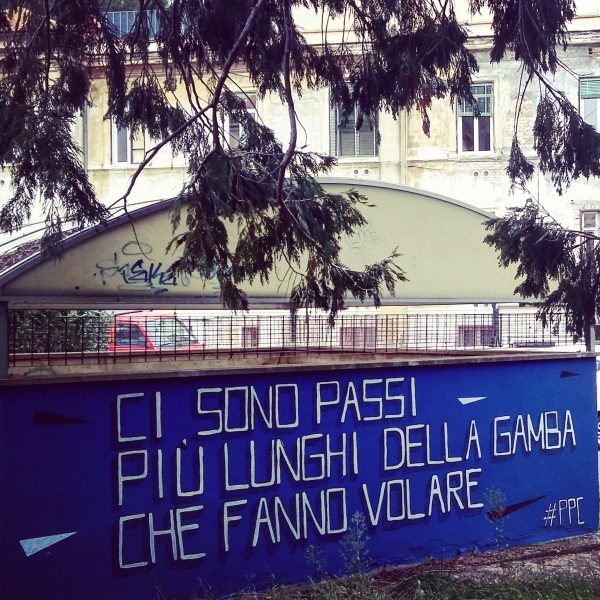 CI SONO PASSI
PIÙ LUNGHI DELLA GAMBA
CHE FANNO VOLARE
#PPC